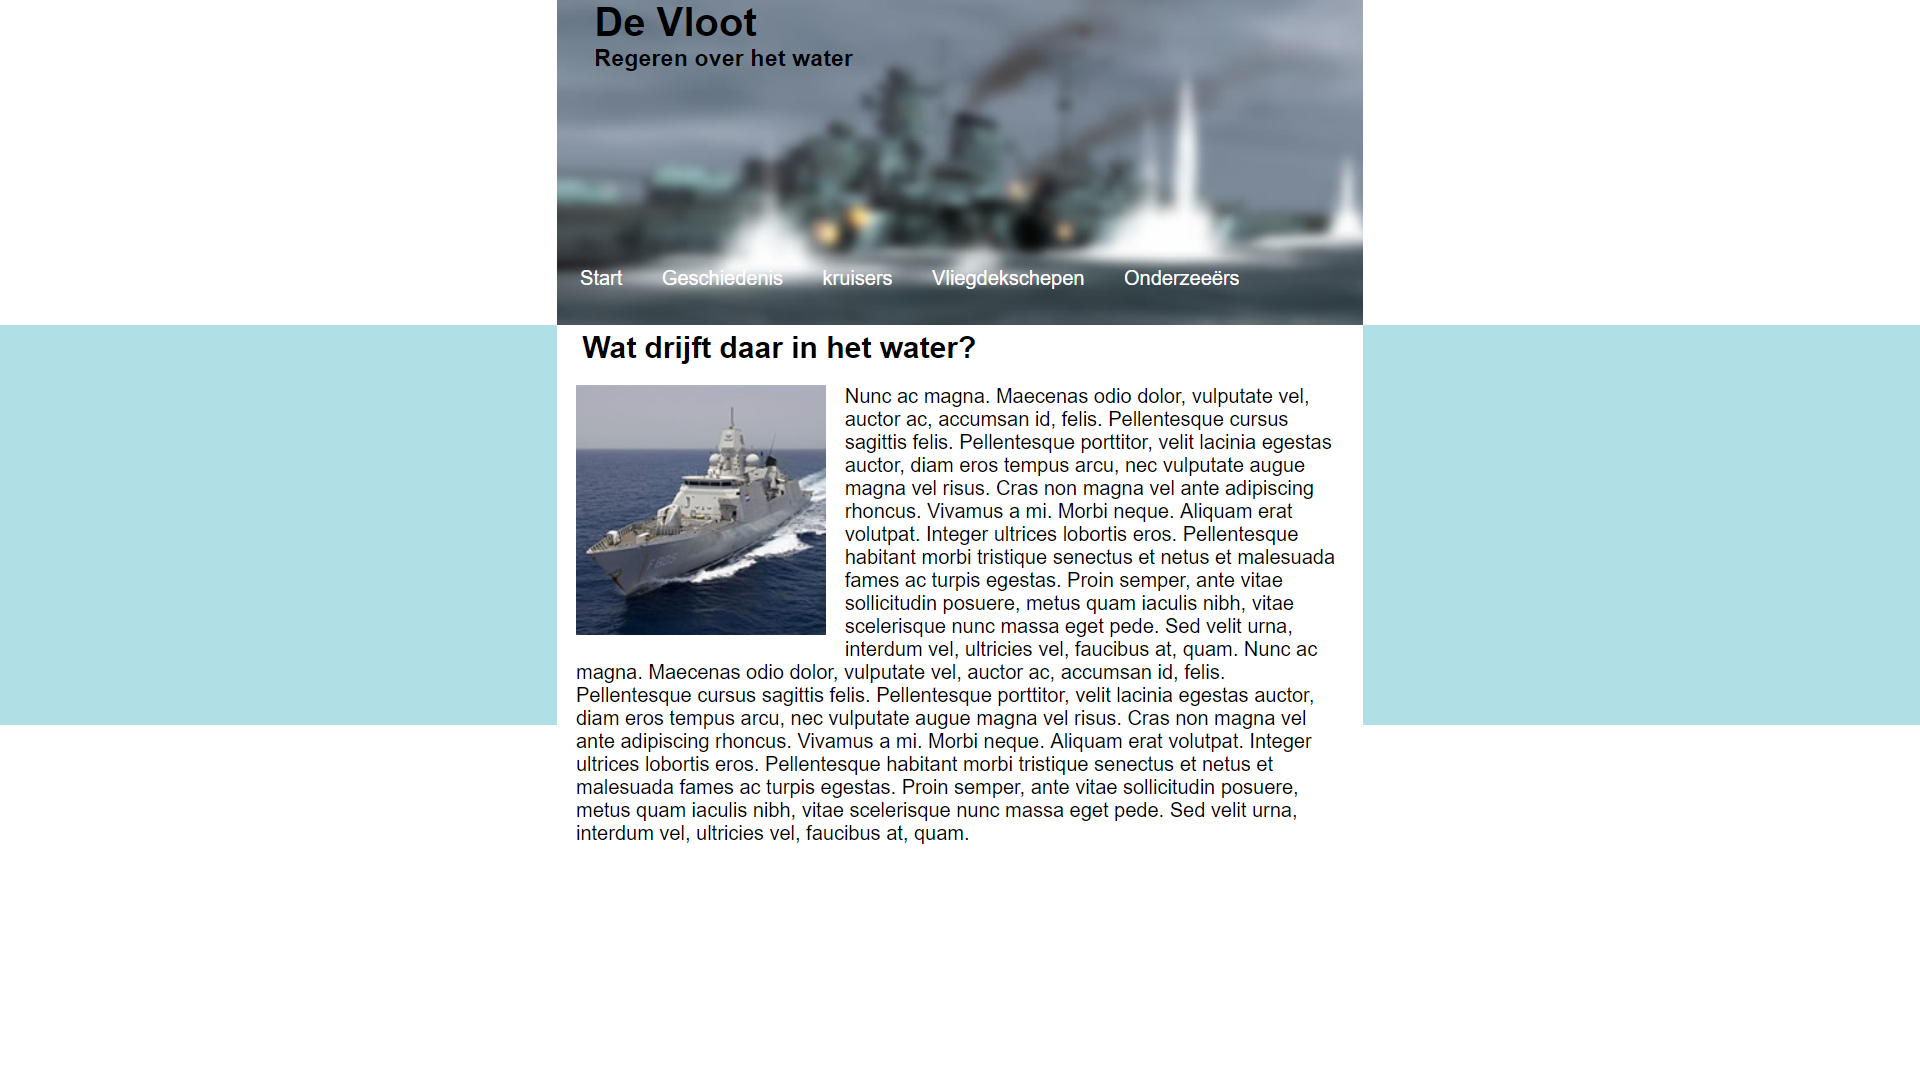 De Vloot
Regeren over het water
Start Geschiedenis kruisers Vliegdekschepen Onderzeeërs
Wat drijft daar in het water?
Nunc ac magna. Maecenas odio dolor, vulputate vel,
auctor ac, accumsan id, felis. Pellentesque cursus
sagittis felis. Pellentesque porttitor, velit lacinia egestas
auctor, diam eros tempus arcu, nec vulputate augue
magna vel risus. Cras non magna vel ante adipiscing
rhoncus. Vivamus a mi. Morbi neque. Aliquam erat
volutpat. Integer ultrices lobortis eros. Pellentesque
habitant morbi tristique senectus et netus et malesuada
fames ac turpis egestas. Proin semper, ante vitae
sollicitudin posuere, metus quam iaculis nibh, vitae
scelerisque nunc massa eget pede. Sed velit urna,
interdum vel, ultricies vel, faucibus at, quam. Nunc ac
magna. Maecenas odio dolor, vulputate vel, auctor ac, accumsan id, felis.
Pellentesque cursus sagittis felis. Pellentesque porttitor, velit lacinia egestas auctor,
diam eros tempus arcu, nec vulputate augue magna vel risus. Cras non magna vel
ante adipiscing rhoncus. Vivamus a mi. Morbi neque. Aliquam erat volutpat. Integer
ultrices lobortis eros. Pellentesque habitant morbi tristique senectus et netus et
malesuada fames ac turpis egestas. Proin semper, ante vitae sollicitudin posuere,
metus quam iaculis nibh, vitae scelerisque nunc massa eget pede. Sed velit urna,
interdum vel, ultricies vel, faucibus at, quam.